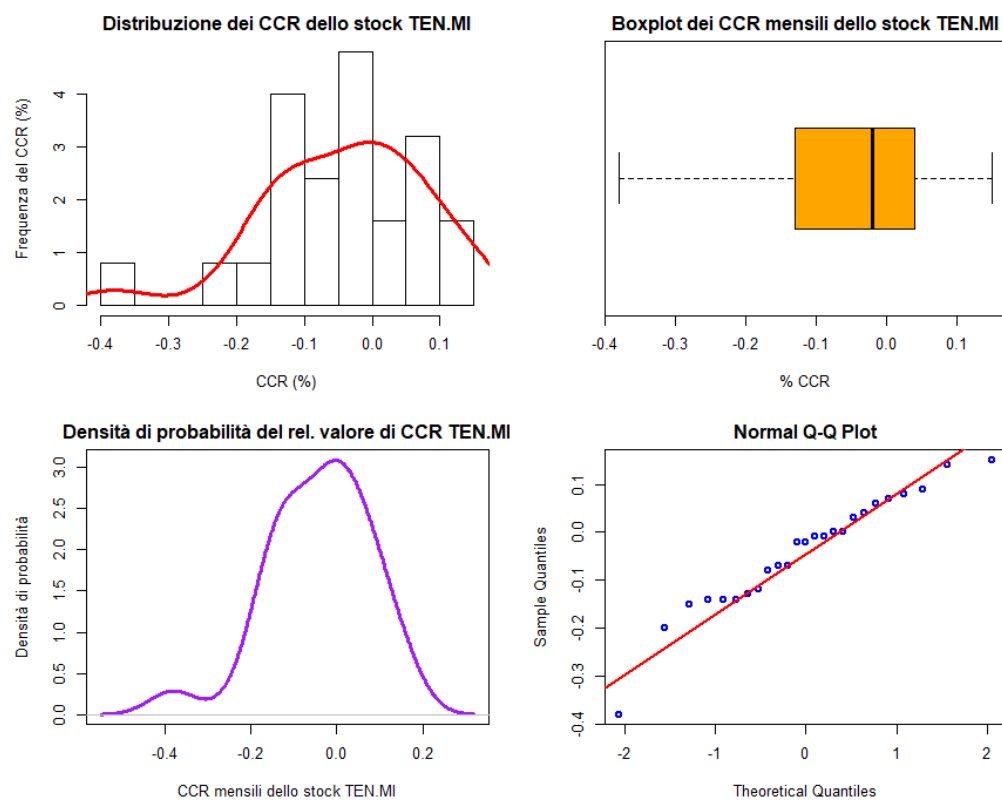 Distribuzione dei CCR dello stock TEN.MI
Frequenza del CCR (%)
4
3
2
1
0
-0.4 -0.3 -0.2 -0.1 0.0 0.1
CCR (%)
Boxplot dei CCR mensili dello stock TEN.MI
-0.4 -0.3 -0.2 -0.1 0.0 0.1
% CCR
Densità di probabilità del rel. valore di CCR TEN.MI
Densità di probabilità
3.0
2.5
2.0
1.5
1.0
0.5
0.0
-0.4 -0.2 0.0 0.2
CCR mensili dello stock TEN.MI
Normal Q-Q Plot
Sample Quantiles
0.1
0.0
-0.1
-0.2
-0.3
-0.4
-2 -1 0 1 2
Theoretical Quantiles